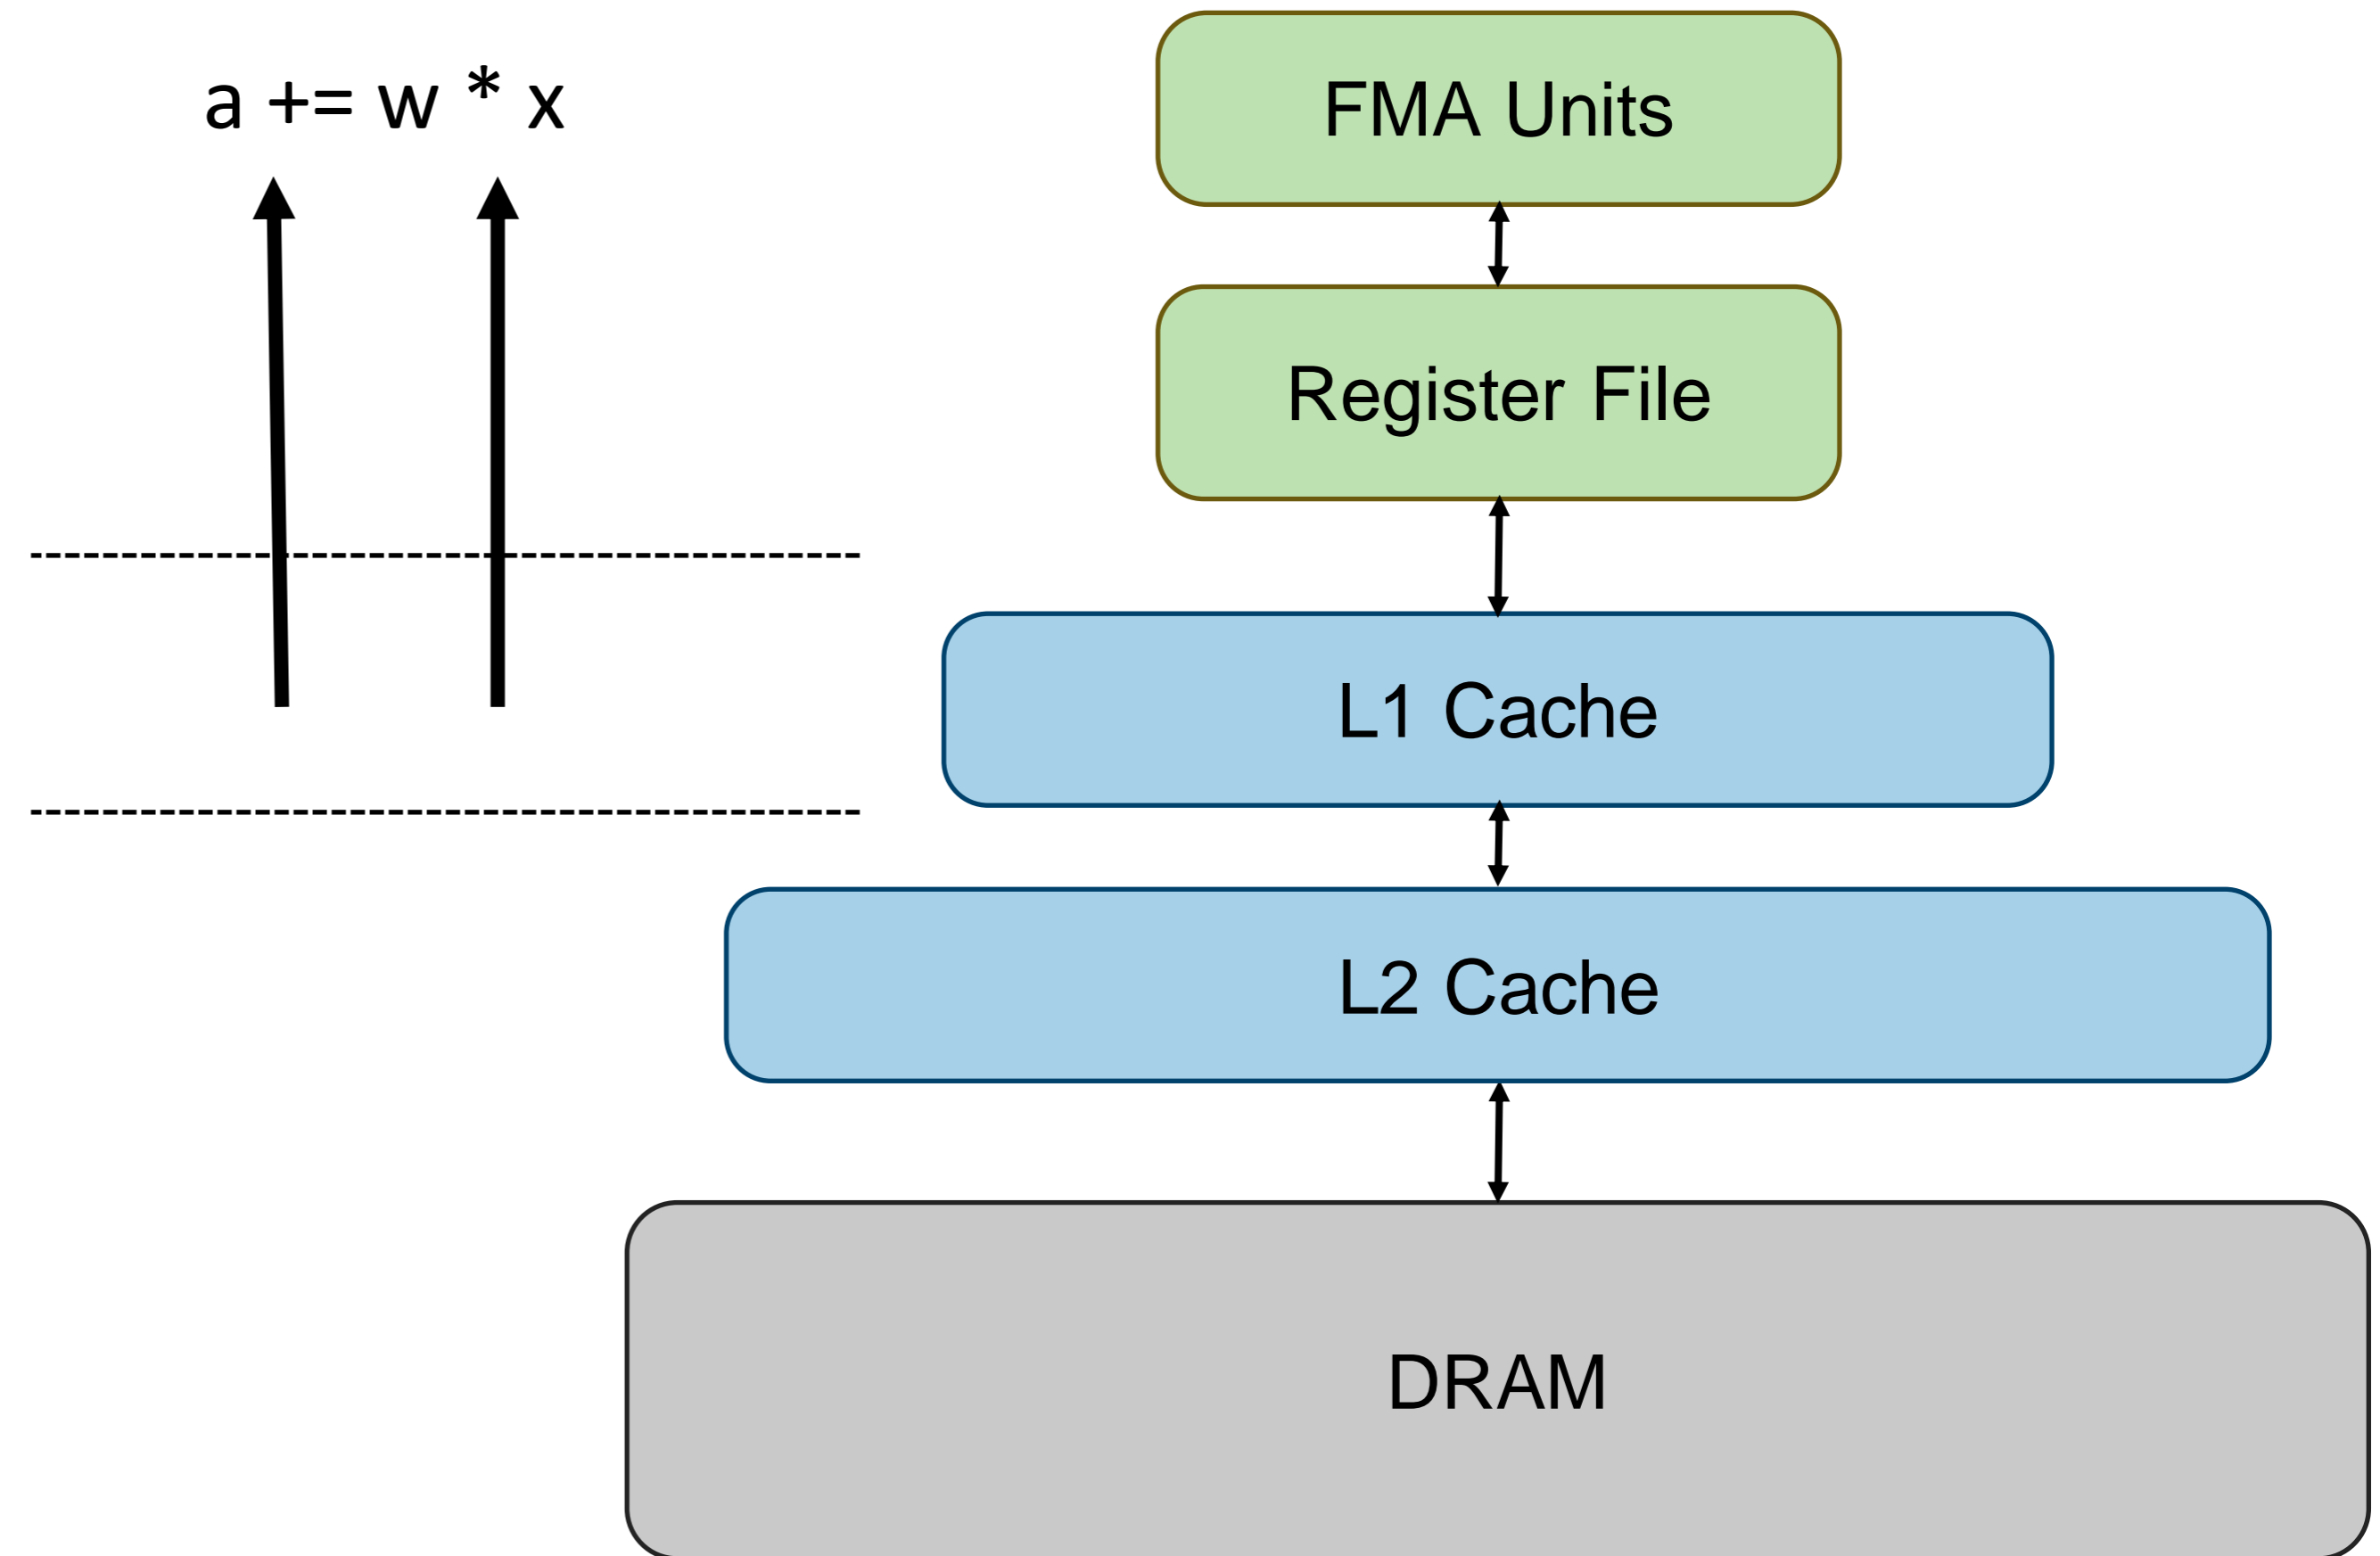 a += w * x
FMA Units
Register File
L1 Cache
L2 Cache
DRAM